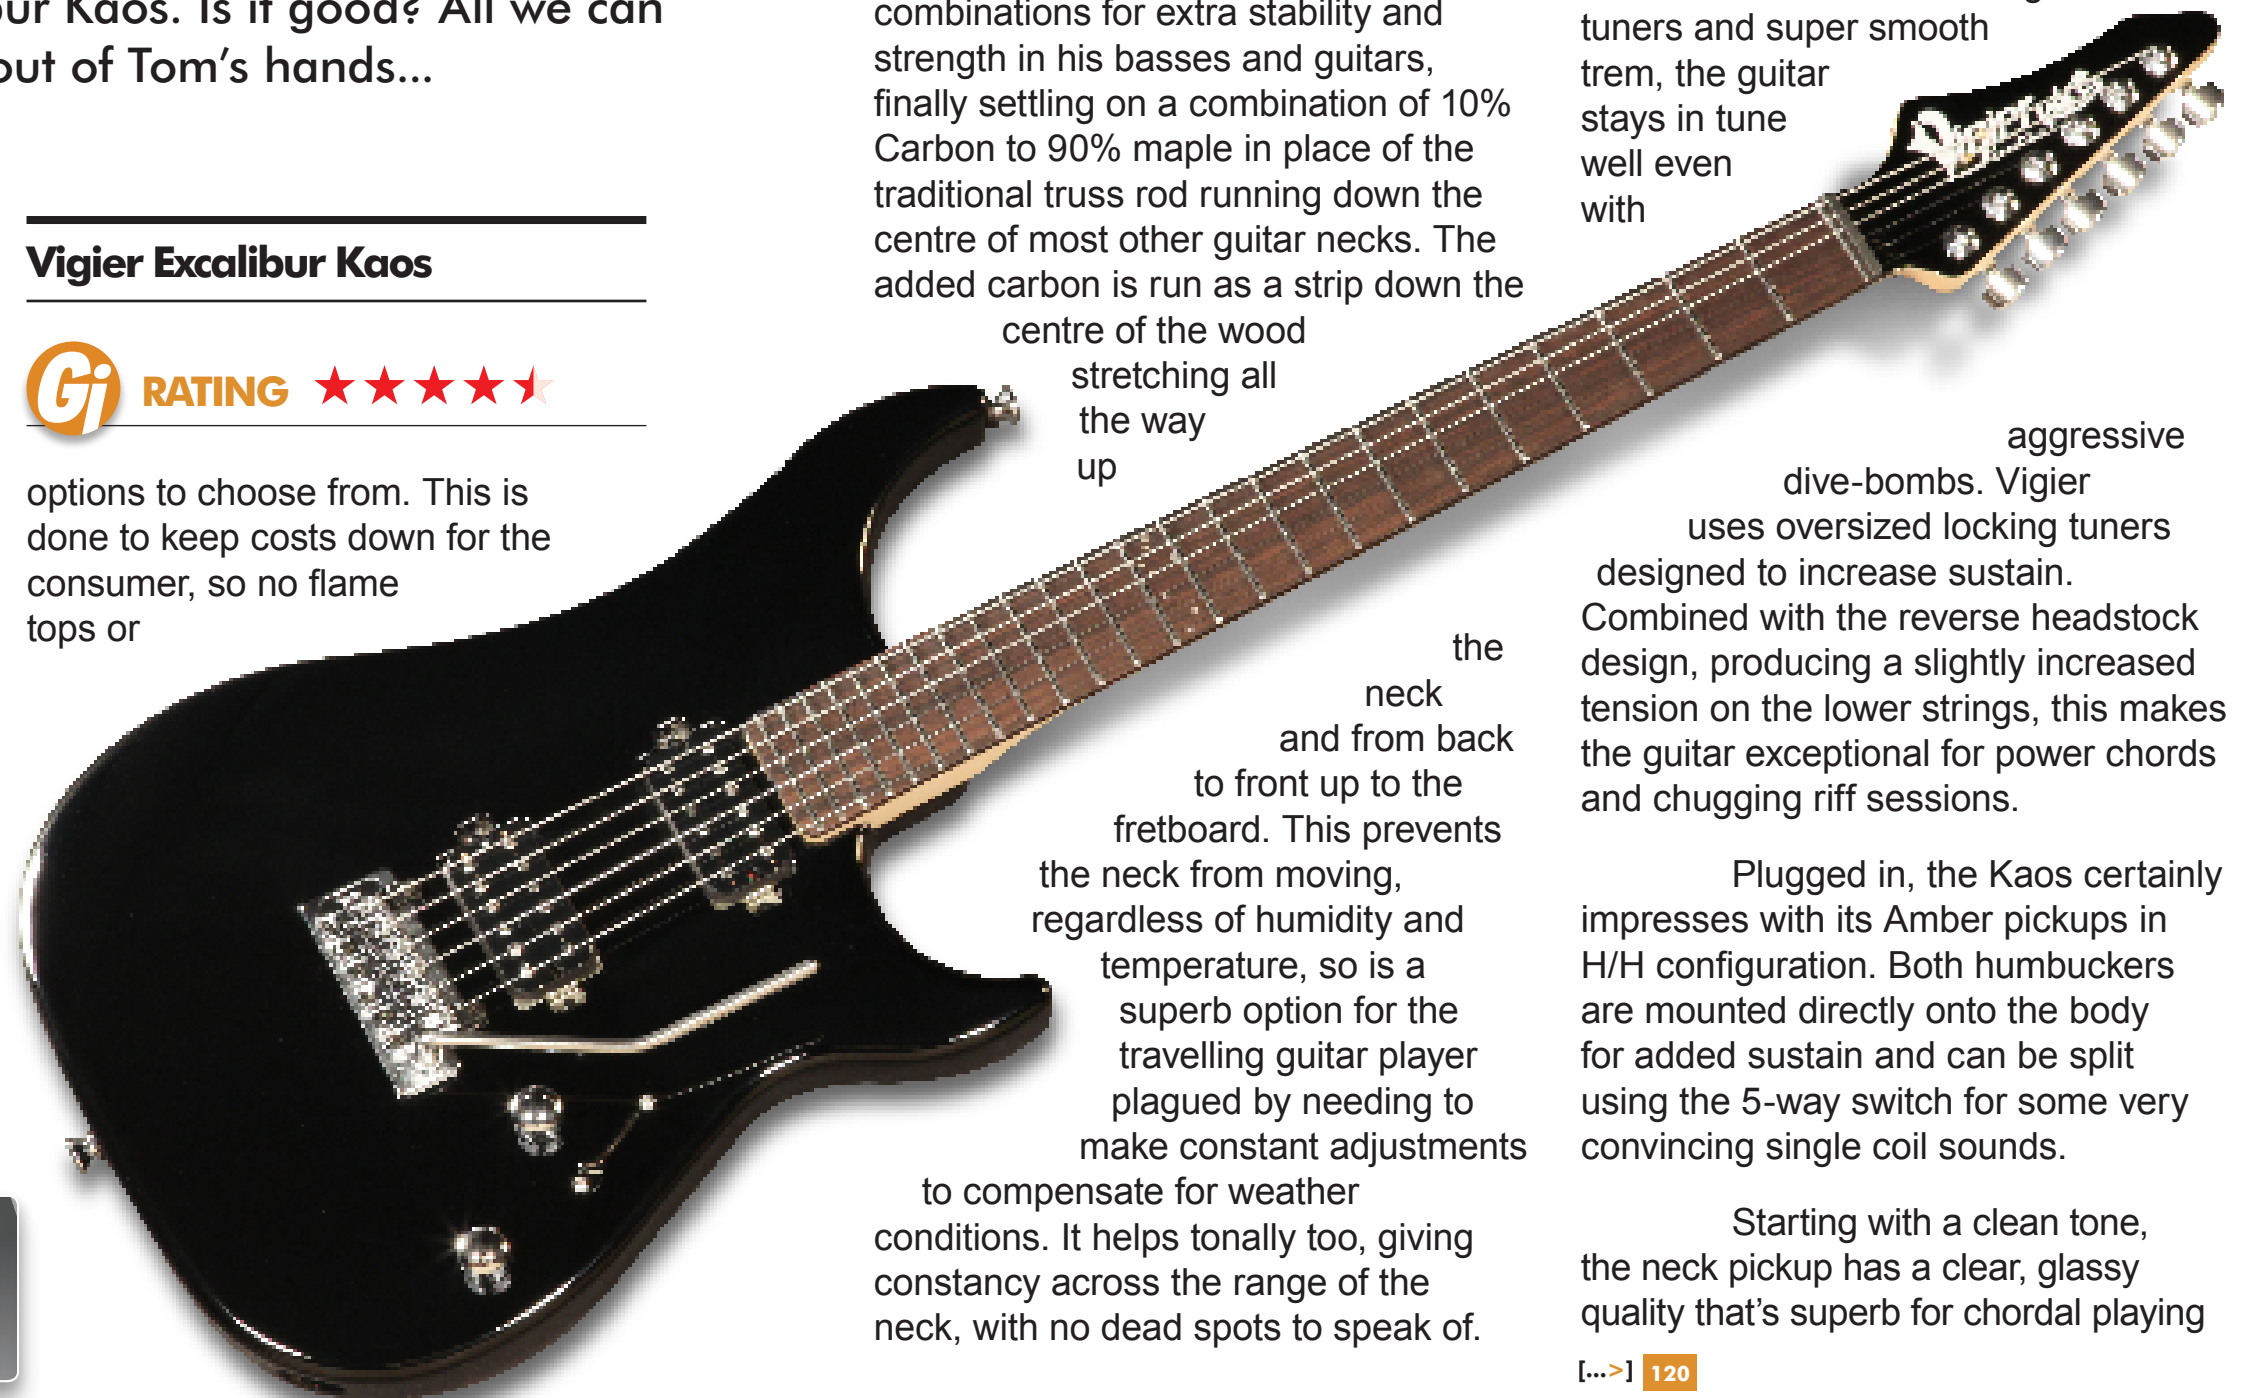 our Kaos. Is it good? All we can
out of Tom's hands...
Vigier Excalibur Kaos
Gi RATING
options to choose from. This is
done to keep costs down for the
consumer, so no flame
tops or
combinations for extra stability and
strength in his basses and guitars,
finally settling on a combination of 10%
Carbon to 90% maple in place of the
traditional truss rod running down the
centre of most other guitar necks. The
added carbon is run as a strip down the
centre of the wood
stretching all
the way
up
the
neck
and from back
to front up to the
fretboard. This prevents
the neck from moving,
regardless of humidity and
temperature, so is a
superb option for the
travelling guitar player
plagued by needing to
make constant adjustments
to compensate for weather
conditions. It helps tonally too, giving
constancy across the range of the
neck, with no dead spots to speak of.
tuners and super smooth
trem, the guitar
stays in tune
well even
with
Vigier
aggressive
dive-bombs. Vigier
uses oversized locking tuners
designed to increase sustain.
Combined with the reverse headstock
design, producing a slightly increased
tension on the lower strings, this makes
the guitar exceptional for power chords
and chugging riff sessions.
Plugged in, the Kaos certainly
impresses with its Amber pickups in
H/H configuration. Both humbuckers
are mounted directly onto the body
for added sustain and can be split
using the 5-way switch for some very
convincing single coil sounds.
Starting with a clean tone,
the neck pickup has a clear, glassy
quality that's superb for chordal playing
[...>] 120